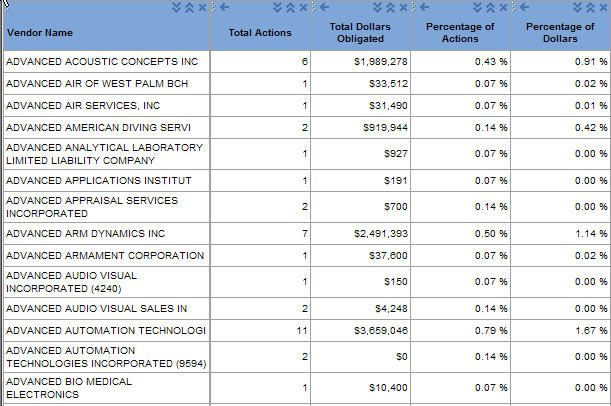 Vendor Name Total Actions Total Dollars Obligated Percentage of Actions Percentage of Dollars
ADVANCED ACOUSTIC CONCEPTS INC 6 $1,989,278 0.43 % 0.91 %
ADVANCED AIR OF WEST PALM BCH 1 $33,512 0.07 % 0.02 %
ADVANCED AIR SERVICES, INC 1 $31,490 0.07 % 0.01 %
ADVANCED AMERICAN DIVING SERVI 2 $919,944 0.14 % 0.42 %
ADVANCED ANALYTICAL LABORATORY
LIMITED LIABILITY COMPANY 1 $927 0.07 % 0.00 %
ADVANCED APPLICATIONS INSTITUT 1 $191 0.07 % 0.00 %
ADVANCED APPRAISAL SERVICES
INCORPORATED 2 $700 0.14 % 0.00 %
ADVANCED ARM DYNAMICS INC 7 $2,491,393 0.50 % 1.14 %
ADVANCED ARMAMENT CORPORATION 1 $37,600 0.07 % 0.02 %
ADVANCED AUDIO VISUAL
INCORPORATED (4240) 1 $150 0.07 % 0.00 %
ADVANCED AUDIO VISUAL SALES IN 2 $4,248 0.14 % 0.00 %
ADVANCED AUTOMATION TECHNOLOGI 11 $3,659,046 0.79 % 1.67 %
ADVANCED AUTOMATION
TECHNOLOGIES INCORPORATED (9594) 2 $0 0.14 % 0.00 %
ADVANCED BIO MEDICAL
ELECTRONICS 1 $10,400 0.07 % 0.00 %